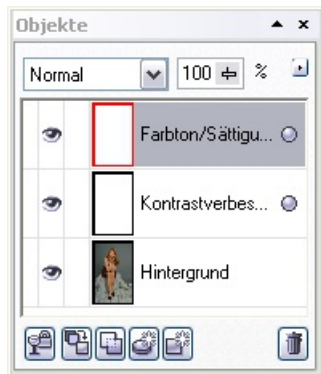 Objekte
Normal 100 %
Farbton/Sättigu...
Kontrastverbes...
Hintergrund